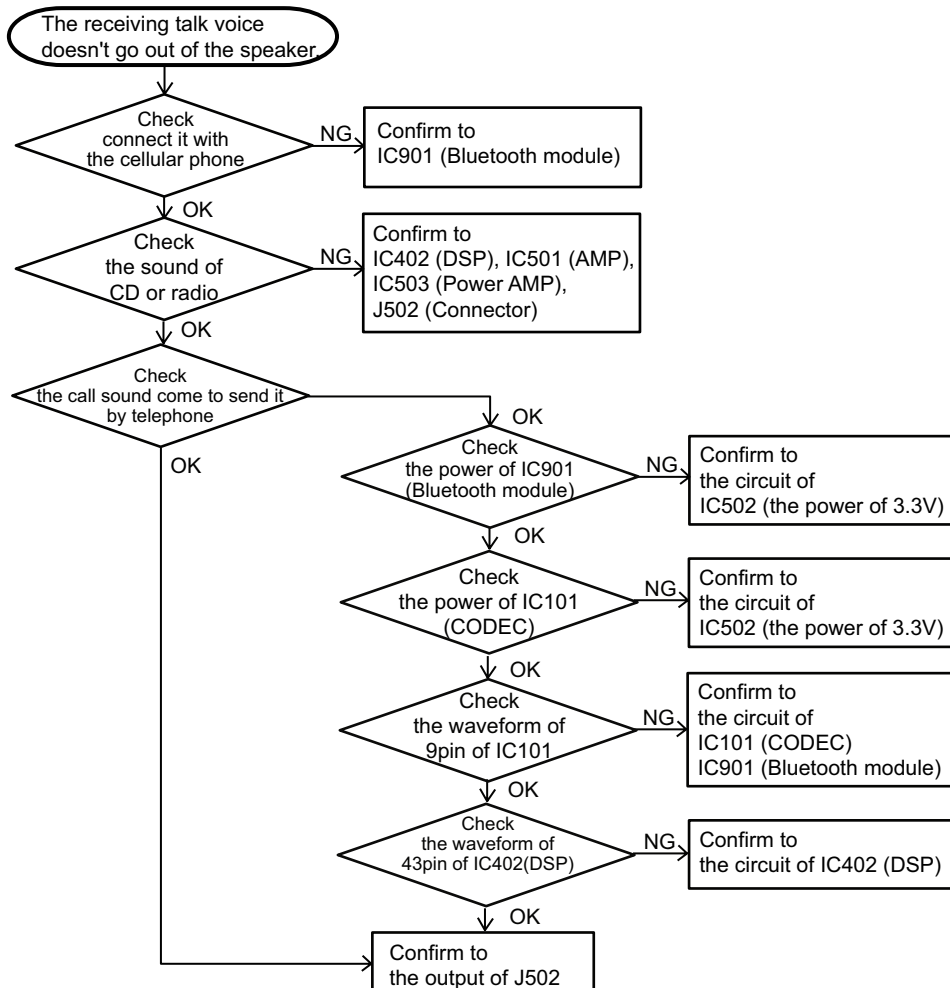 The receiving talk voice
doesn't go out of the speaker.
Check
connect it with
the cellular phone
NG
Confirm to
IC901 (Bluetooth module)
OK
Check
the sound of
CD or radio
NG
Confirm to
IC402 (DSP), IC501 (AMP),
IC503 (Power AMP),
J502 (Connector)
OK
Check
the call sound come to send it
by telephone
OK
OK
Check
the power of IC901
(Bluetooth module)
NG
Confirm to
the circuit of
IC502 (the power of 3.3V)
OK
Check
the power of IC101
(CODEC)
NG
Confirm to
the circuit of
IC502 (the power of 3.3V)
OK
Check
the waveform of
9pin of IC101
NG
Confirm to
the circuit of
IC101 (CODEC)
IC901 (Bluetooth module)
OK
Check
the waveform of
43pin of IC402(DSP)
NG
Confirm to
the circuit of IC402 (DSP)
OK
Confirm to
the output of J502